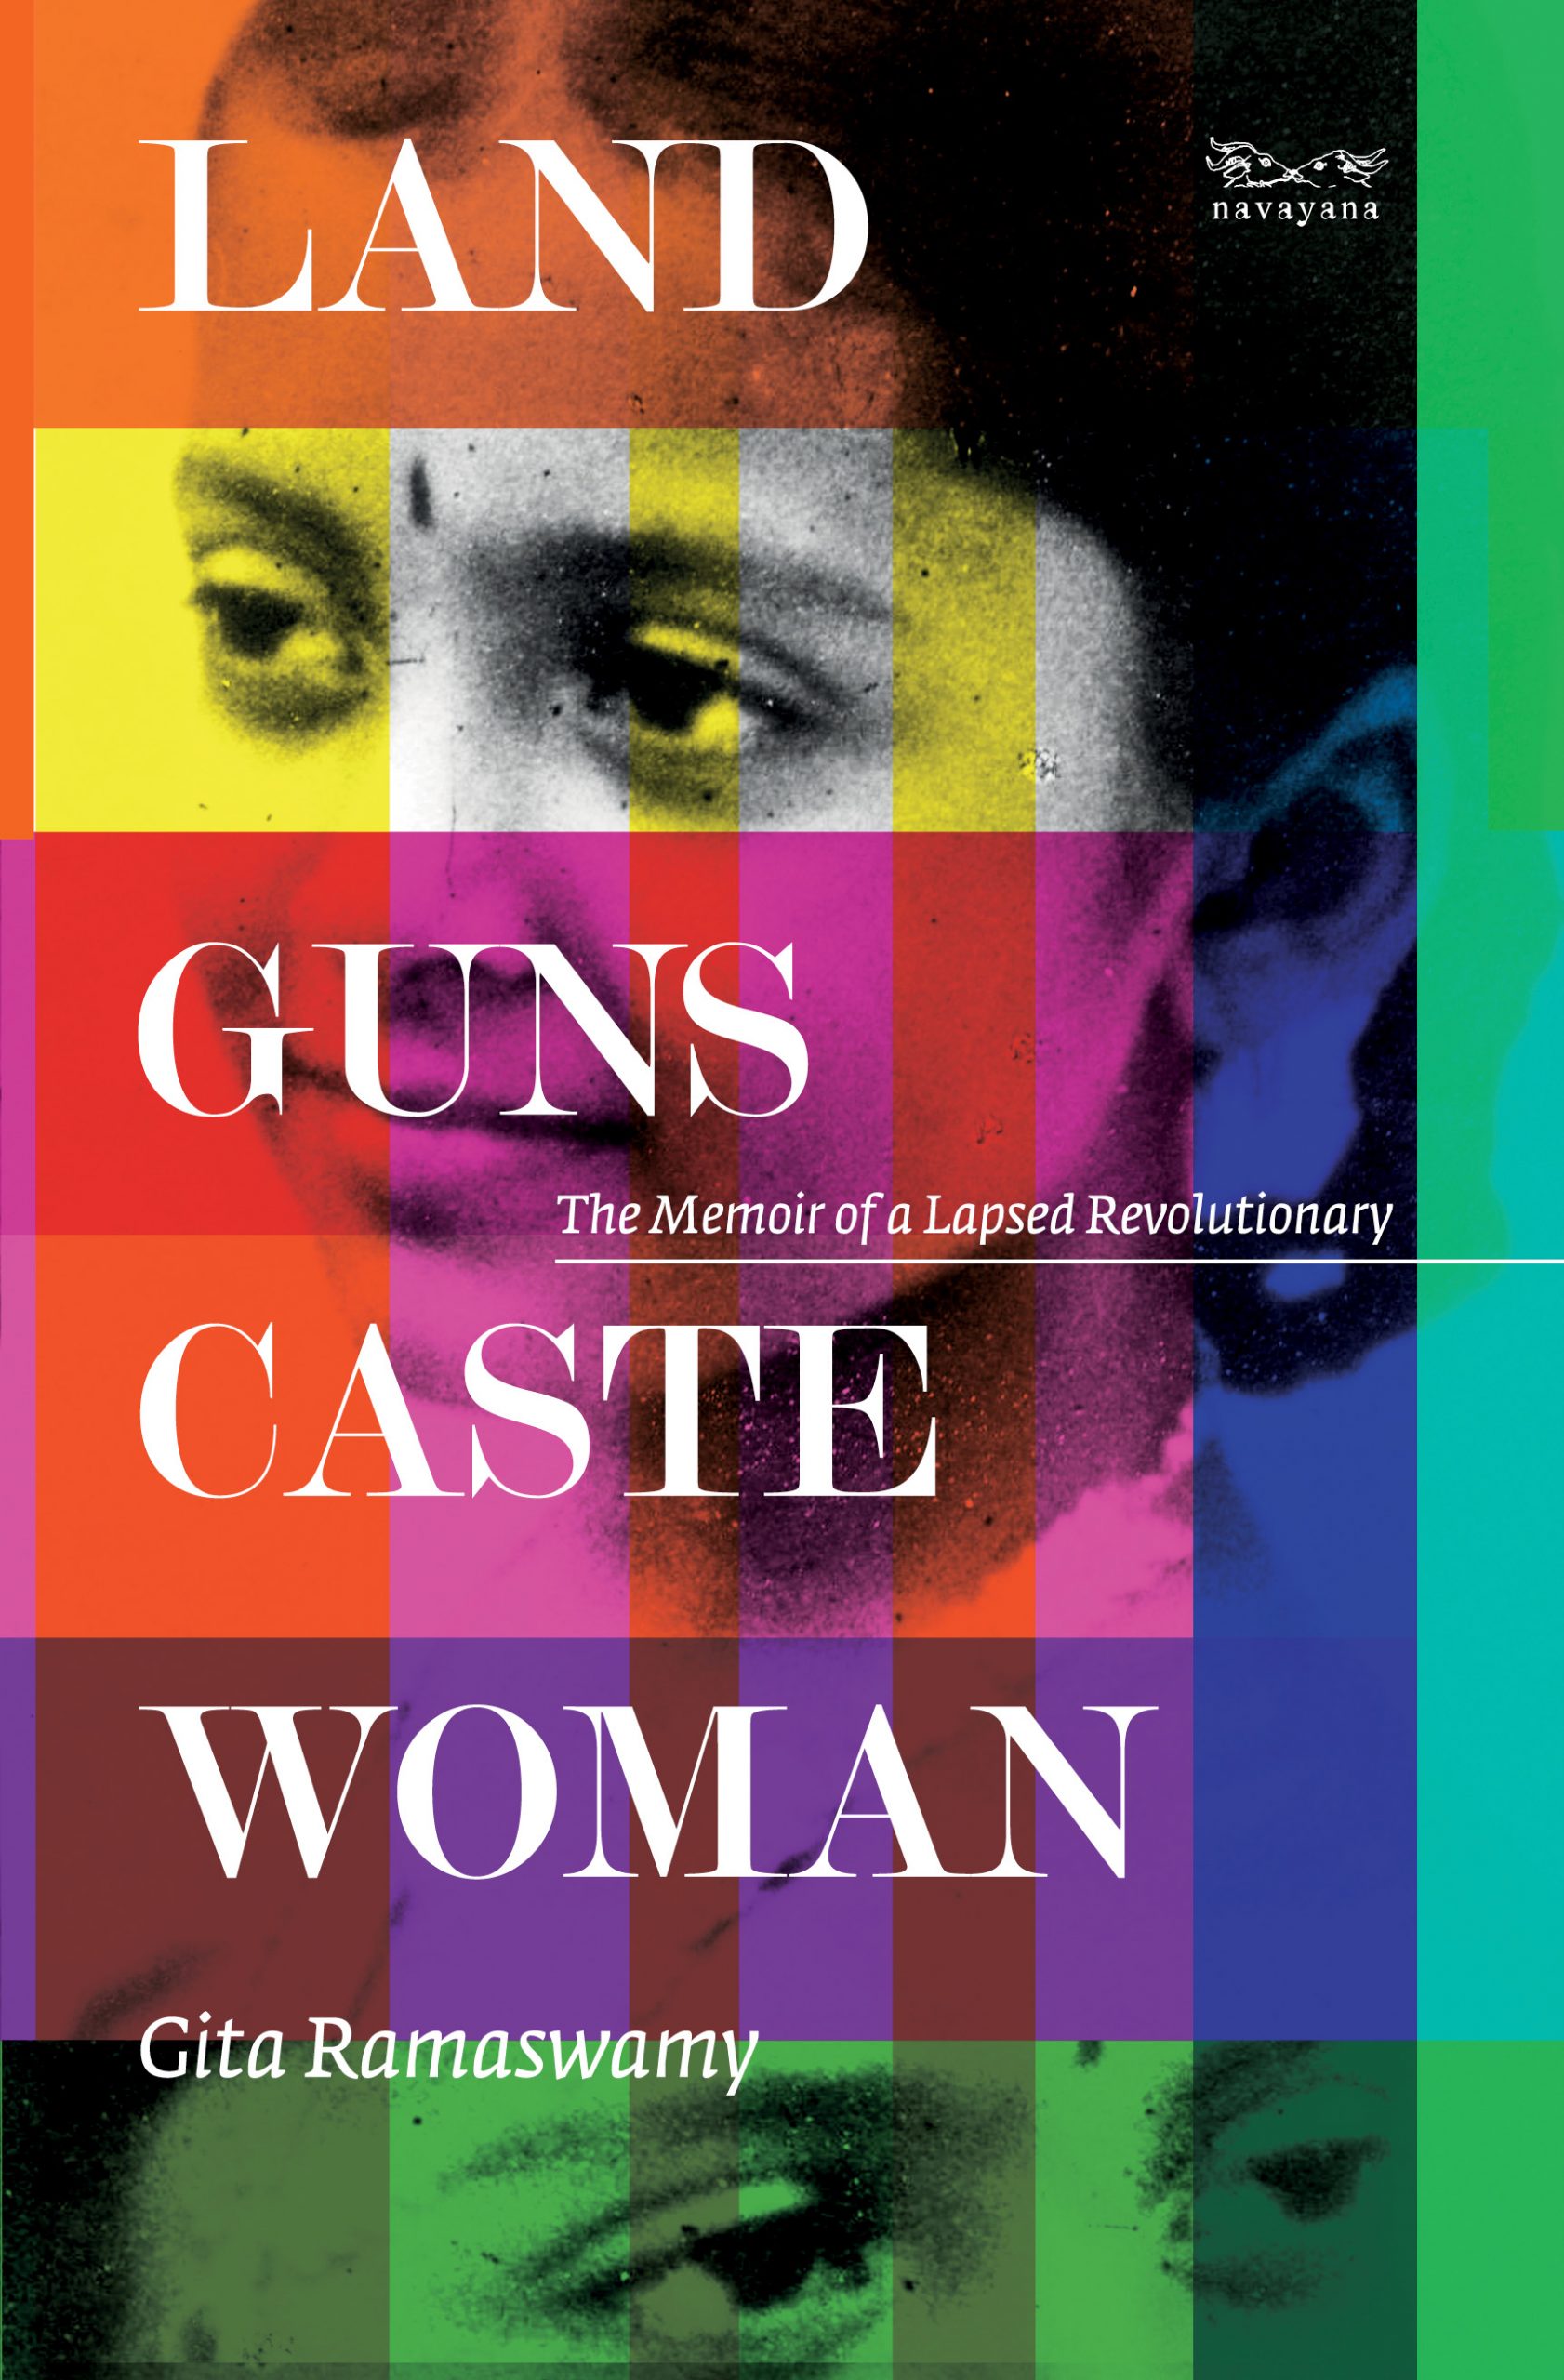 LAND
navayana
GUNS
The Memoir of a Lapsed Revolutionary
CASTE
WOMAN
Gita Ramaswamy